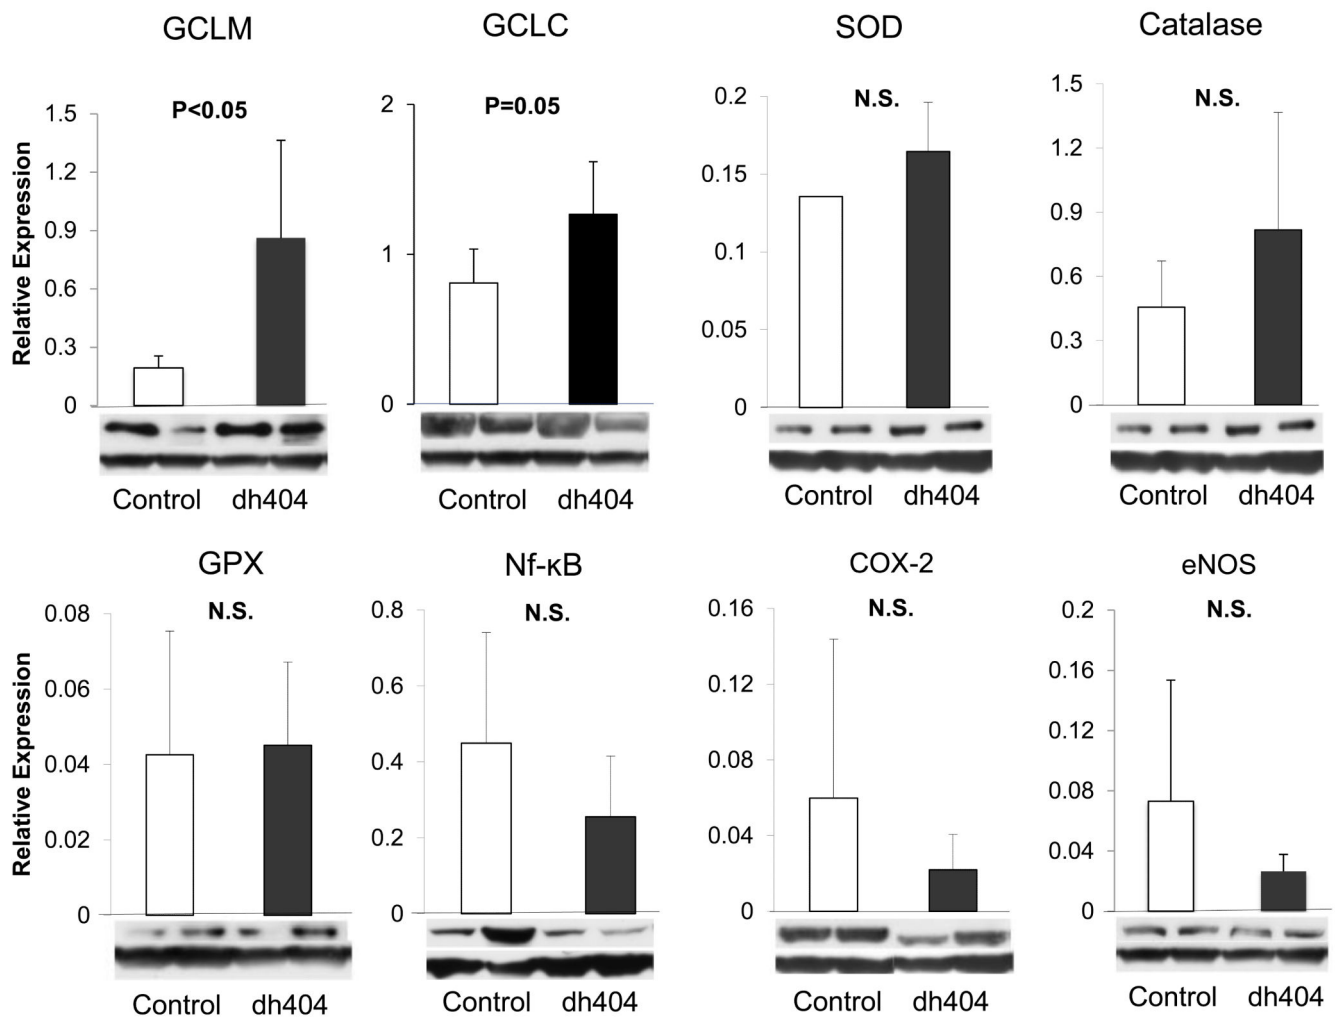 GCLM
GCLC
SOD
Catalase
P<0.05
P=0.05
N.S.
N.S.
Relative Expression
1.5
1.2
0.9
0.6
0.3
0
2
1
0
0.2
0.15
0.1
0.05
0
1.5
1.2
0.9
0.6
0.3
0
Control dh404
Control dh404
Control dh404
Control dh404
GPX
Nf-κB
COX-2
eNOS
N.S.
N.S.
N.S.
N.S.
Relative Expression
0.08
0.06
0.04
0.02
0
0.8
0.6
0.4
0.2
0
0.16
0.12
0.08
0.04
0
0.2
0.16
0.12
0.08
0.04
0
Control dh404
Control dh404
Control dh404
Control dh404